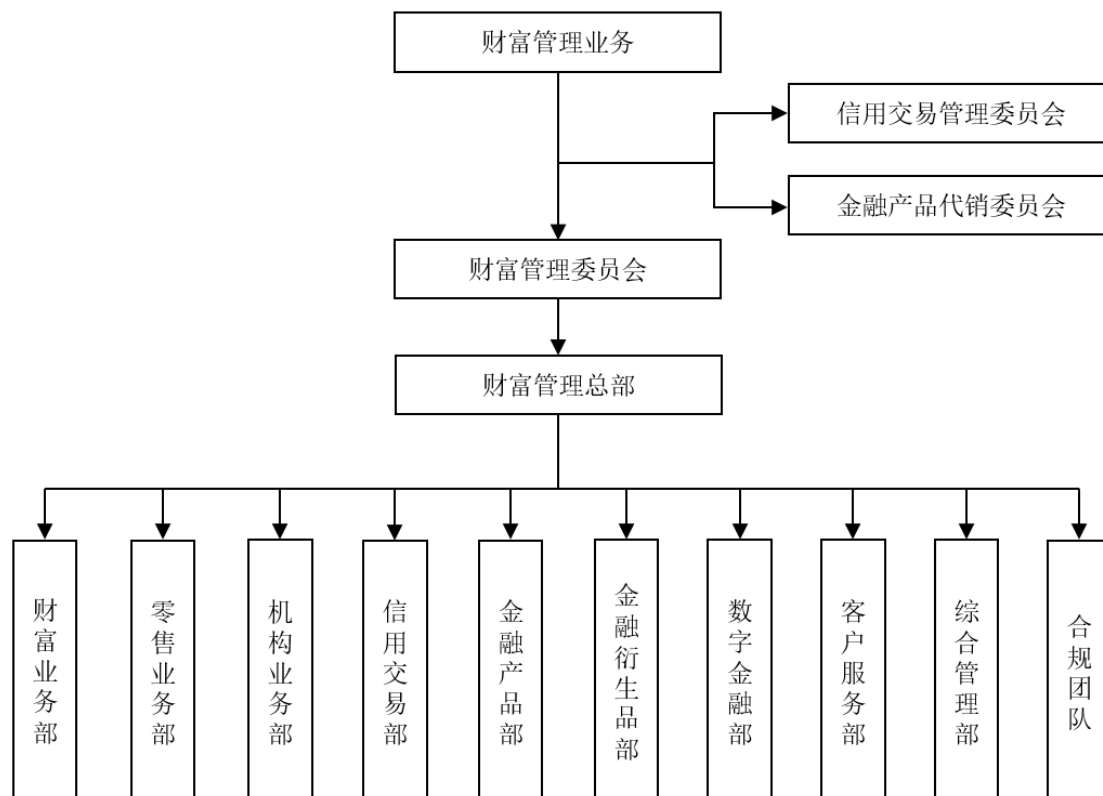 财富管理业务
信用交易管理委员会
金融产品代销委员会
财富管理委员会
财富管理总部
财富业务部
零售业务部
机构业务部
信用交易部
金融产品部
金融衍生品部
数字金融部
客户服务部
综合管理部
合规团队